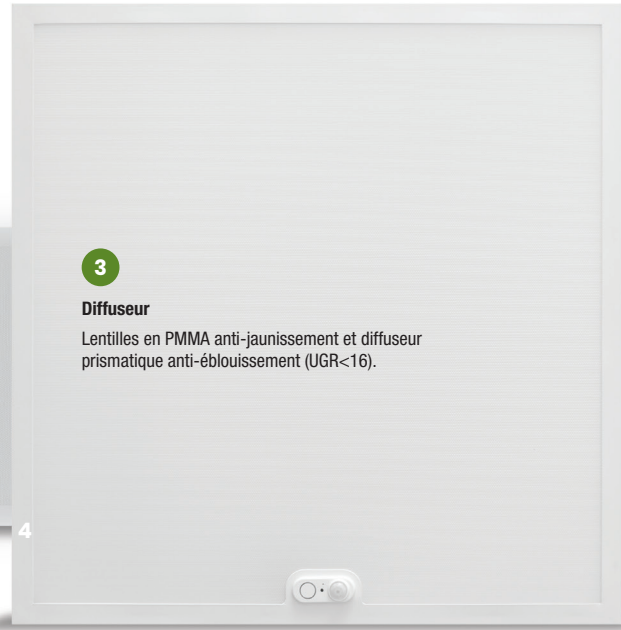 3
Diffuseur
Lentilles en PMMA anti-jaunissement et diffuseur
prismatique anti-éblouissement (UGR<16).
4